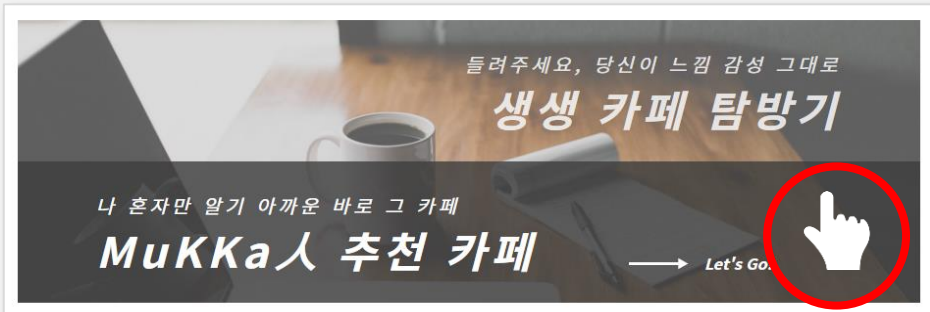 들려주세요, 당신이 느낌 감성 그대로
생생 카페 탐방기
나 혼자만 알기 아까운 바로 그 카페
MuKKa人 추천 카페
Let's Go